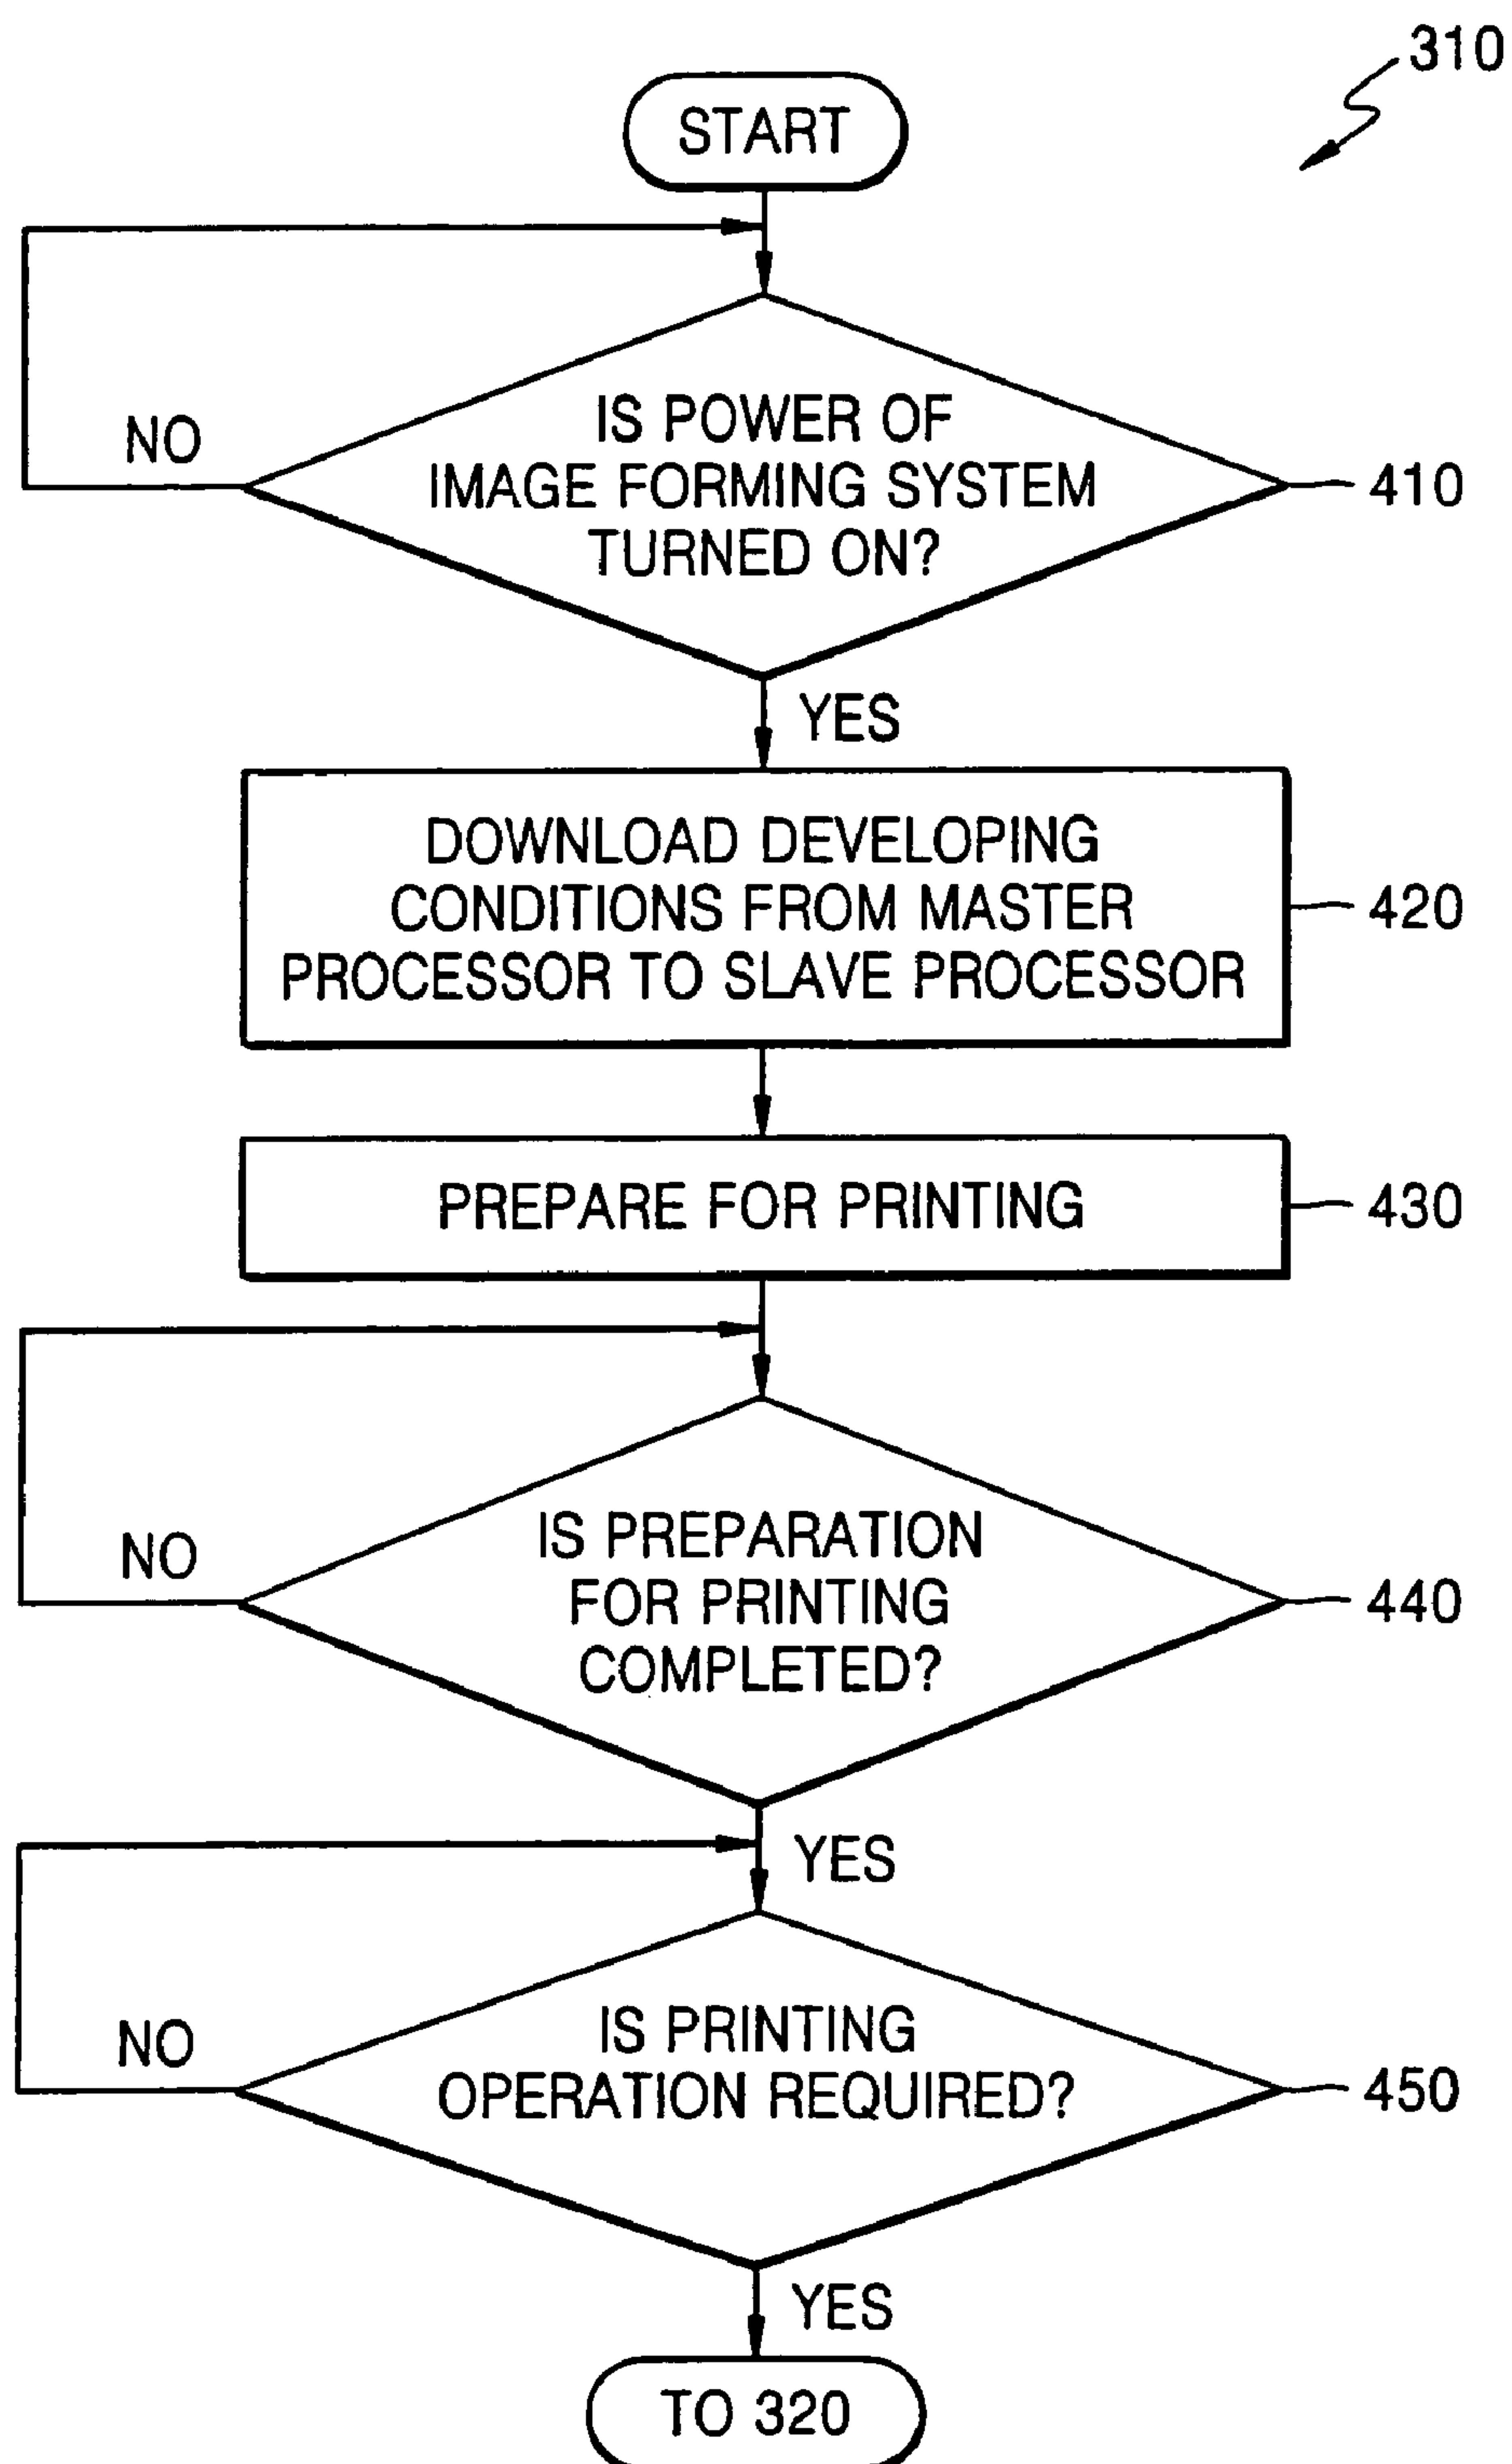 310
START
IS POWER OF
IMAGE FORMING SYSTEM
TURNED ON?
NO
410
YES
DOWNLOAD DEVELOPING
CONDITIONS FROM MASTER
PROCESSOR TO SLAVE PROCESSOR
420
PREPARE FOR PRINTING
430
IS PREPARATION
FOR PRINTING
COMPLETED?
NO
440
YES
IS PRINTING
OPERATION REQUIRED?
NO
450
YES
TO 320